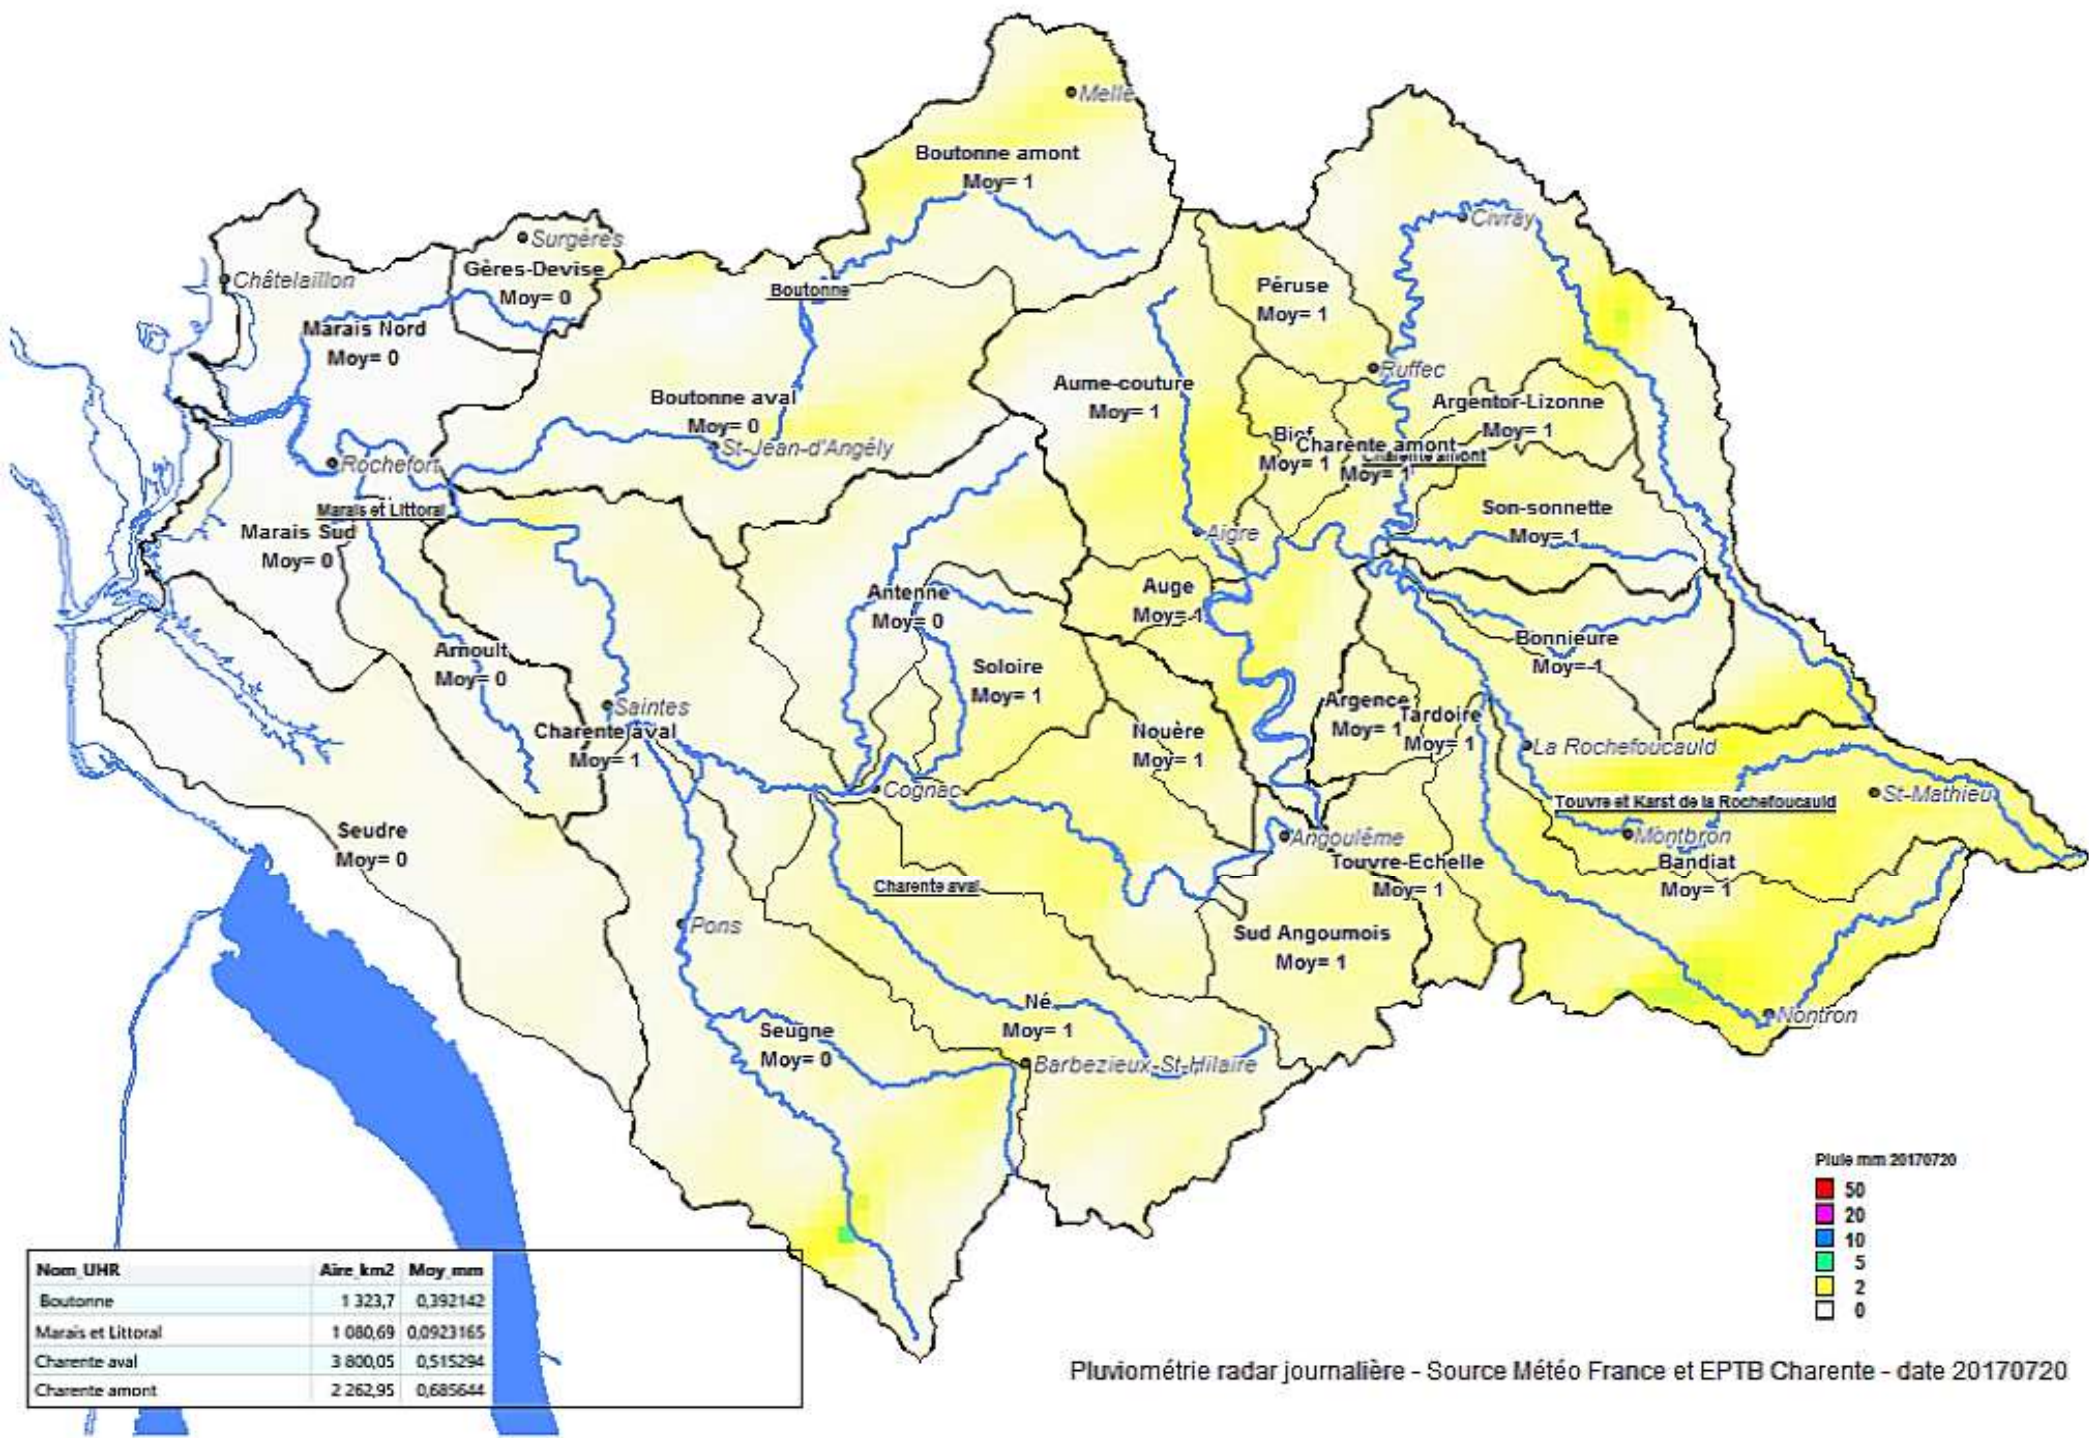 Melle
Boutonne amont
Moy= 1
Civray
Surgères
Gères-Devise
Moy= 0
Châtelaillon
Boutonne
Péruse
Moy= 1
Marais Nord
Moy= 0
Ruffec
Aume-couture
Moy= 1
Boutonne aval
Moy= 0
St-Jean-d'Angély
Argentor-Lizonne
Moy= 1
Bief
Moy= 1
Charente amont
Moy= 1
Charente amont
Rochefort
Marais et Littoral
Marais Sud
Moy= 0
Son-sonnette
Moy= 1
Aigre
Auge
Moy= 1
Antenne
Moy= 0
Bonnieure
Moy= 1
Arnoult
Moy= 0
Soloire
Moy= 1
Saintes
Charente aval
Moy= 1
Nouère
Moy= 1
Argence
Moy= 1
Tardoire
Moy= 1
La Rochefoucauld
Cognac
Touvre et Karst de la Rochefoucauld
St-Mathieu
Seudre
Moy= 0
Angoulême
Montbron
Touvre-Echelle
Moy= 1
Bandiat
Moy= 1
Charente aval
Pons
Sud Angoumois
Moy= 1
Né
Moy= 1
Nontron
Seugne
Moy= 0
Barbezieux-St-Hilaire
Pluie mm 20170720
50
20
10
5
2
0
Nom_UHR Aire_km2 Moy_mm
Boutonne 1 323,7 0,392142
Marais et Littoral 1 080,69 0,0923165
Charente aval 3 800,05 0,515294
Charente amont 2 262,95 0,685644
Pluviométrie radar journalière - Source Météo France et EPTB Charente - date 20170720